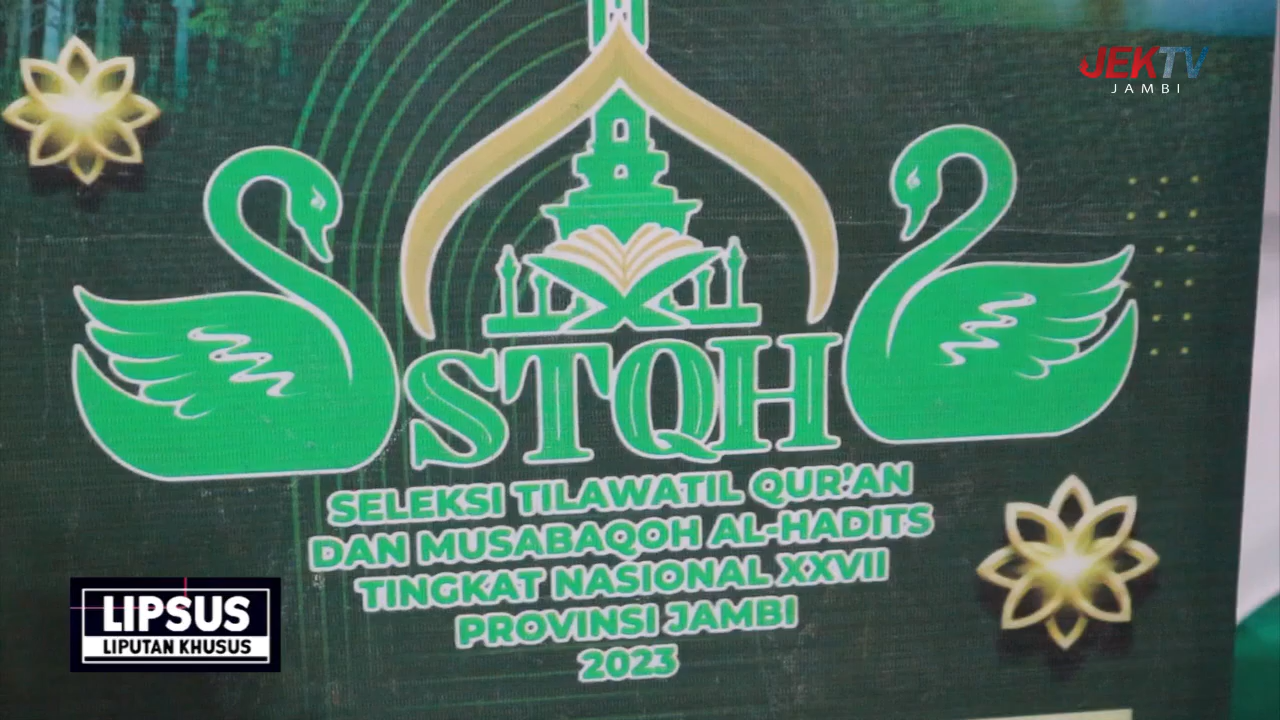 JEKTV
JAMBI
STQH
SELEKSI TILAWATIL QUR'AN
DAN MUSABAQOH AL-HADITS
TINGKAT NASIONAL XXVII
PROVINSI JAMBI
2023
LIPSUS
LIPUTAN KHUSUS